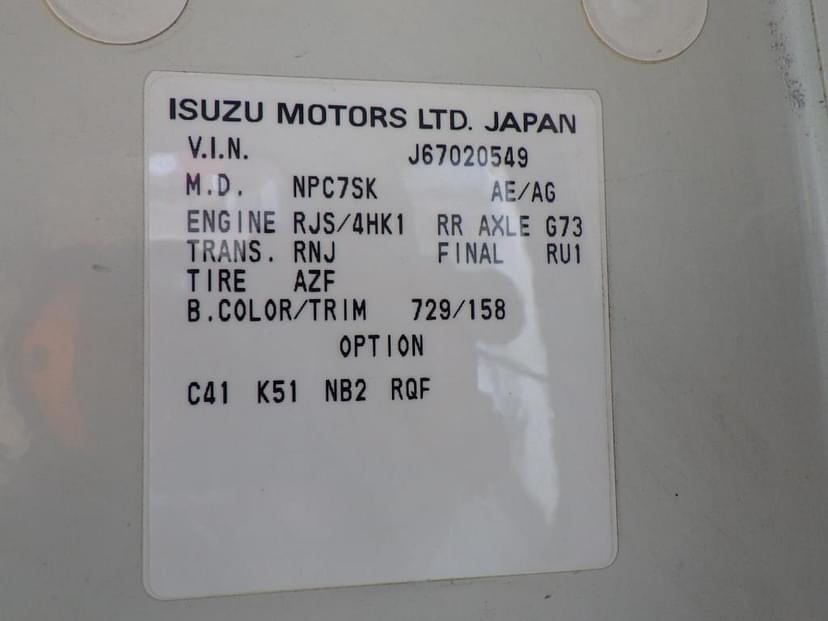 ISUZU MOTORS LTD. JAPAN
V.I.N. J67020549
M.D. NPC7SK AE/AG
ENGINE RJS/4HK1 RR AXLE G73
TRANS. RNJ FINAL RU1
TIRE AZF
B.COLOR/TRIM 729/158
OPTION
C41 K51 NB2 RQF